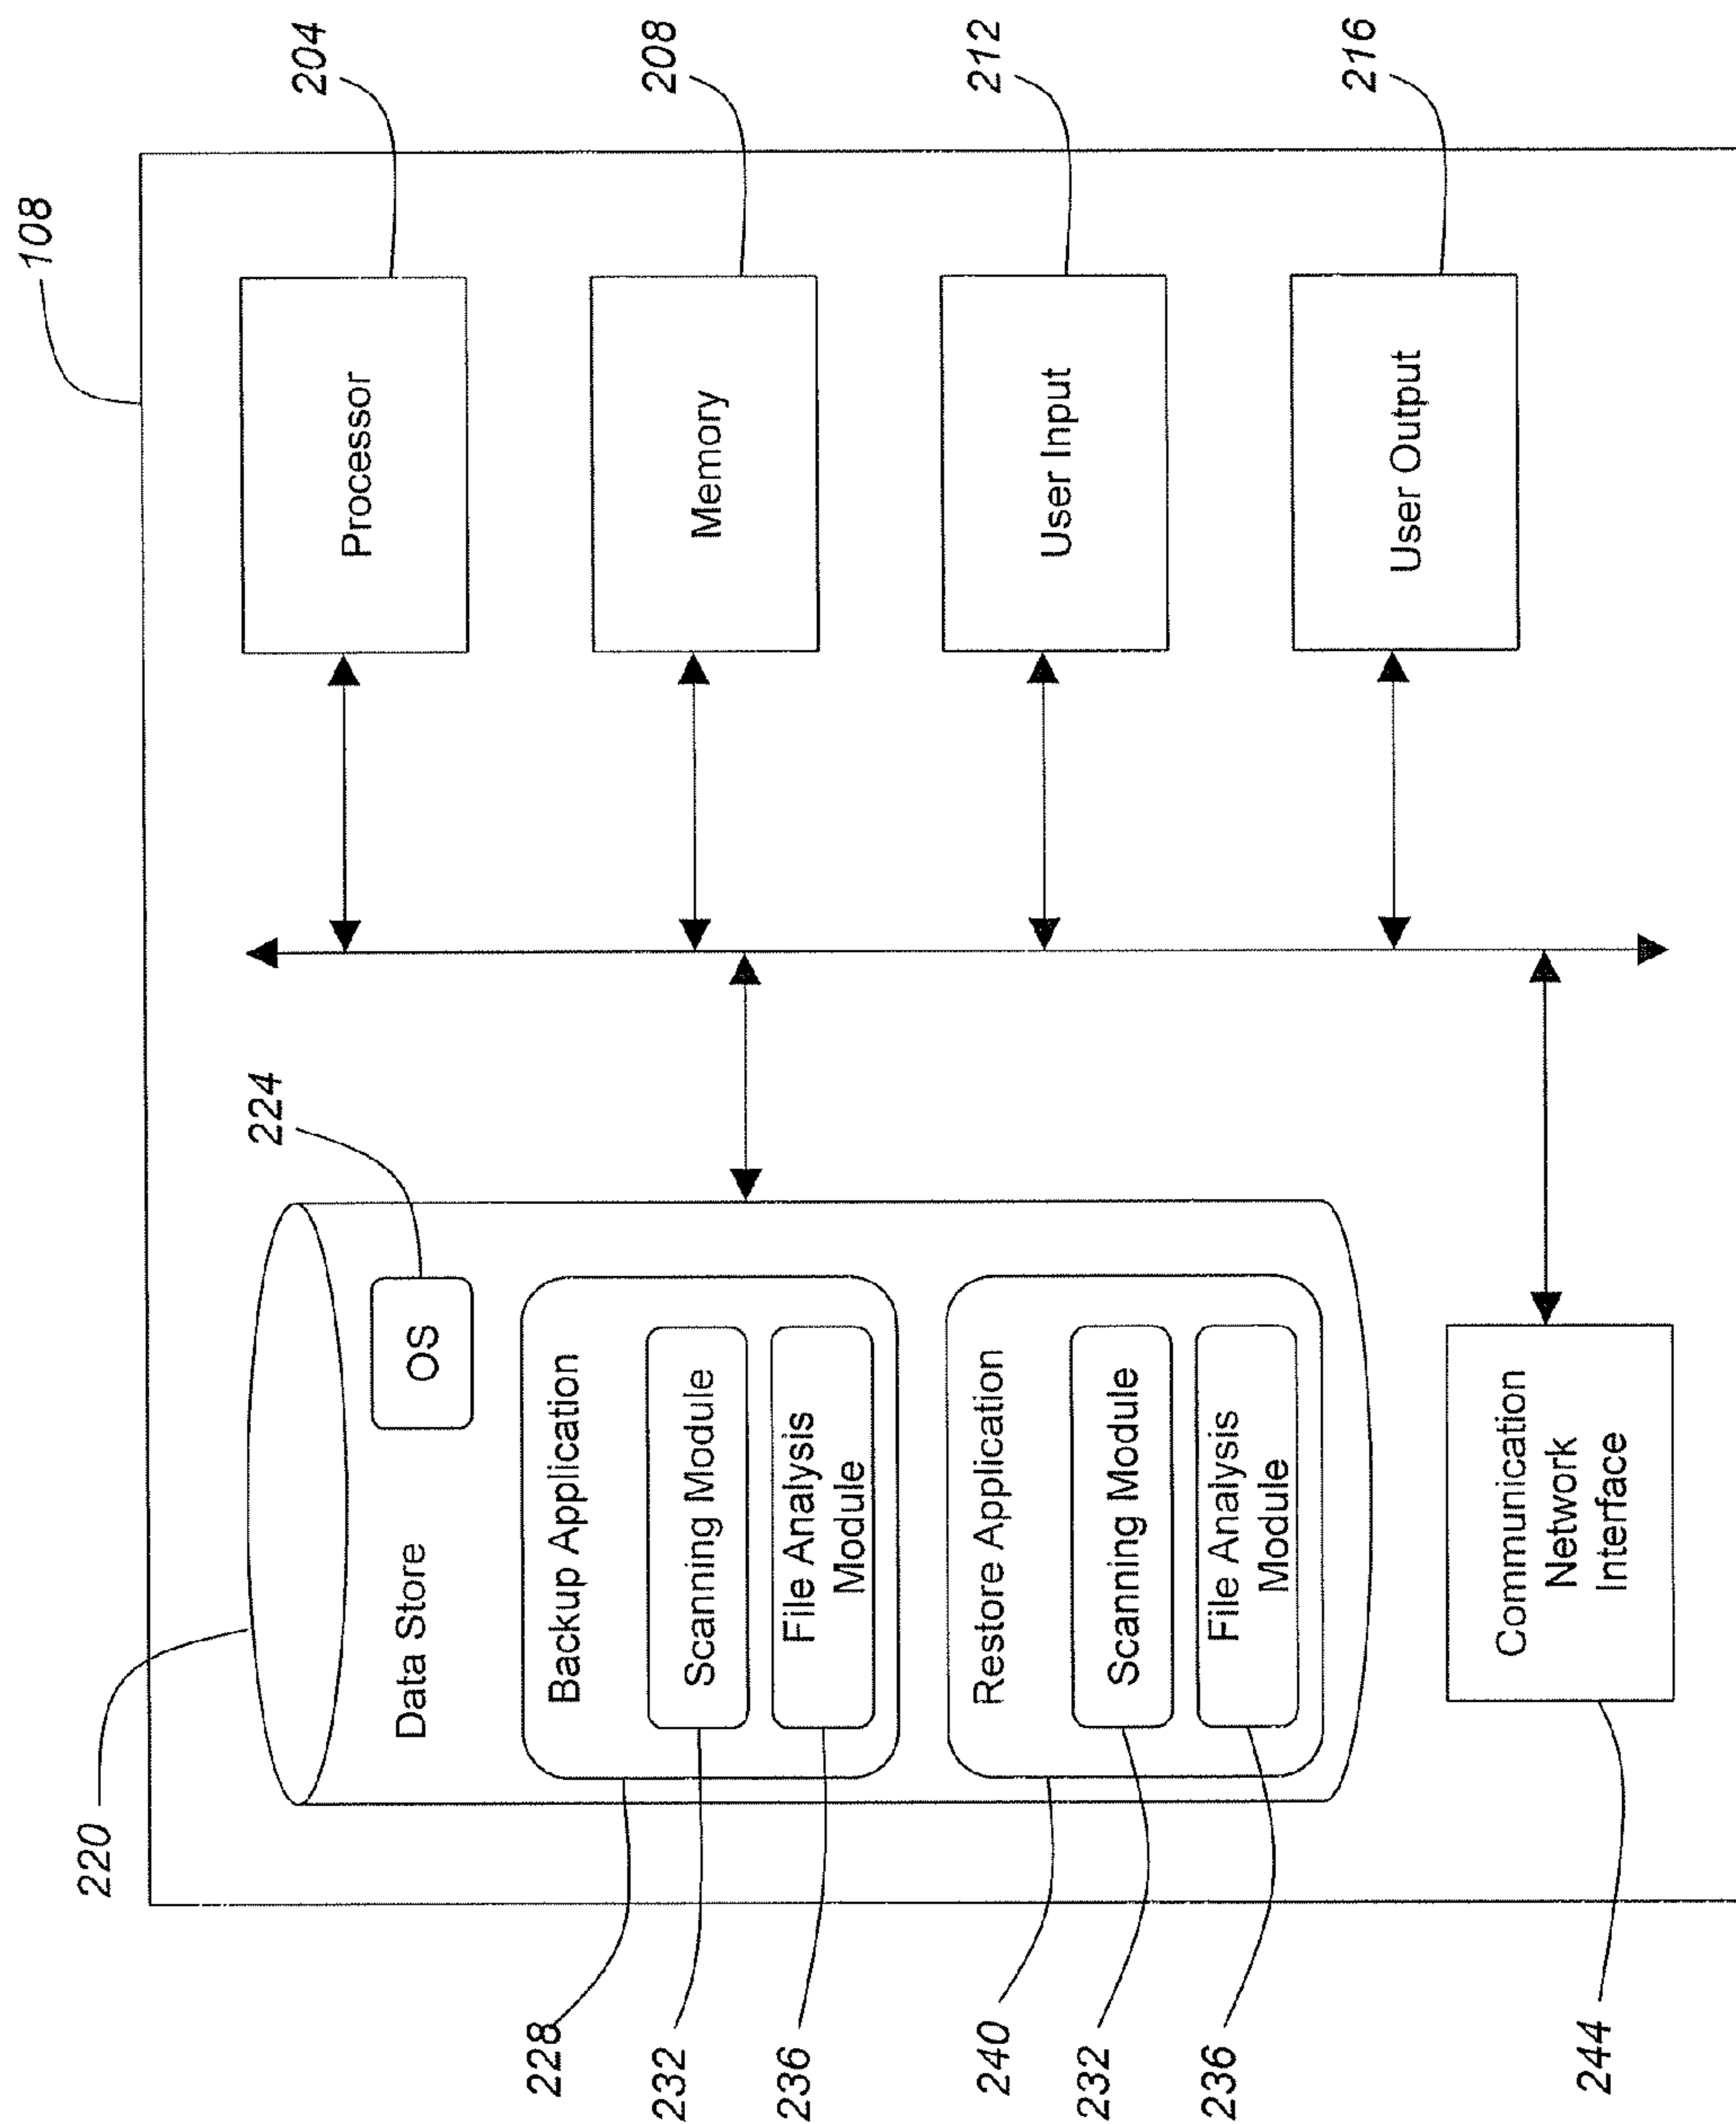 108
220
Data Store
224
OS
228
Backup Application
232
Scanning Module
236
File Analysis
Module
240
Restore Application
232
Scanning Module
236
File Analysis
Module
244
Communication
Network
Interface
204
Processor
208
Memory
212
User Input
216
User Output